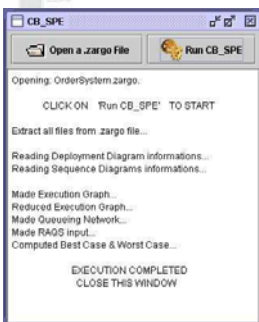 CB_SPE
Open a .zargo File
Run CB_SPE
Opening: OrderSystem.zargo.
CLICK ON 'Run CB_SPE' TO START
Extract all files from .zargo file...
Reading Deployment Diagram informations...
Reading Sequence Diagrams informations...
Made Execution Graph...
Reduced Execution Graph...
Made Queueing Network...
Made RAQS input...
Computed Best Case & Worst Case...
EXECUTION COMPLETED
CLOSE THIS WINDOW